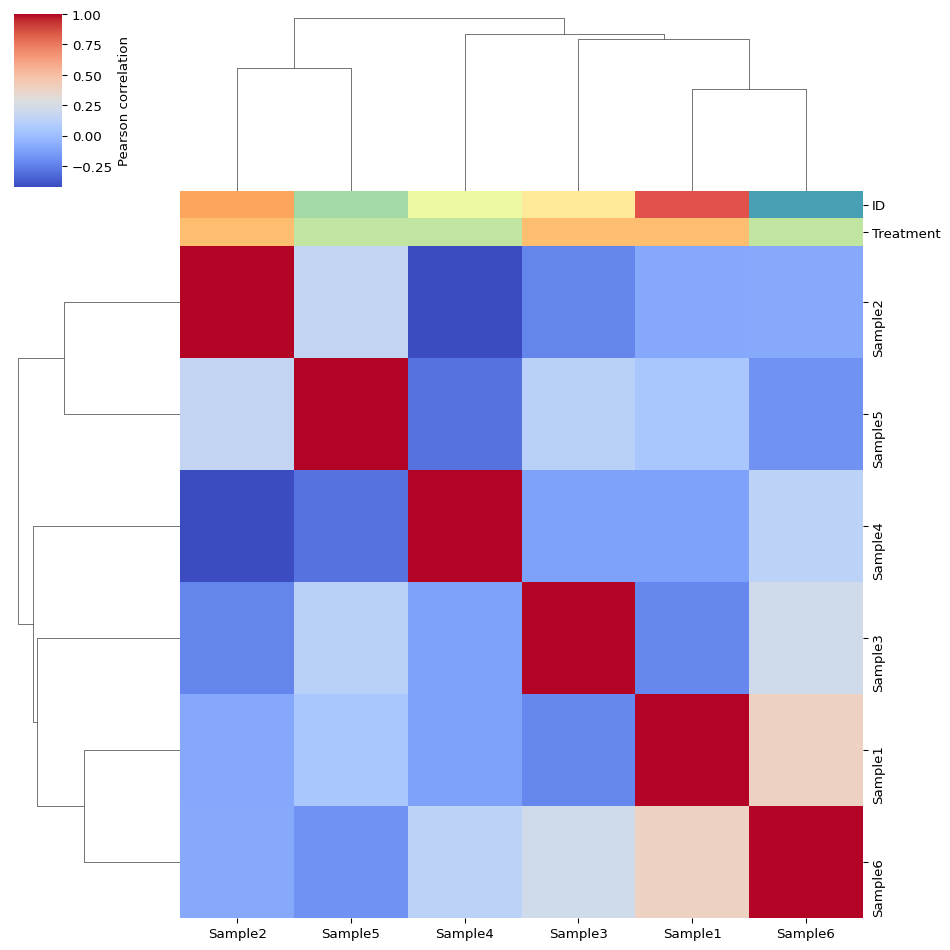 1.00
0.75
0.50
0.25
0.00
−0.25
Pearson correlation
ID
Treatment
Sample2
Sample5
Sample4
Sample3
Sample1
Sample6
Sample2 Sample5 Sample4 Sample3 Sample1 Sample6